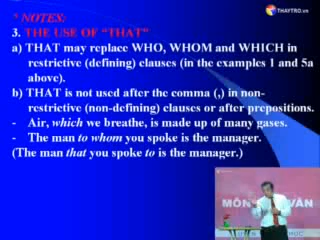 THAYTRO.vn
* NOTES:
3. THE USE OF "THAT"
a) THAT may replace WHO, WHOM and WHICH in
restrictive (defining) clauses (in the examples 1 and 5a
above).
b) THAT is not used after the comma (,) in non-
restrictive (non-defining) clauses or after prepositions.
- Air, which we breathe, is made up of many gases.
- The man to whom you spoke is the manager.
(The man that you spoke to is the manager.)
MÔN
VĂN
HỌC